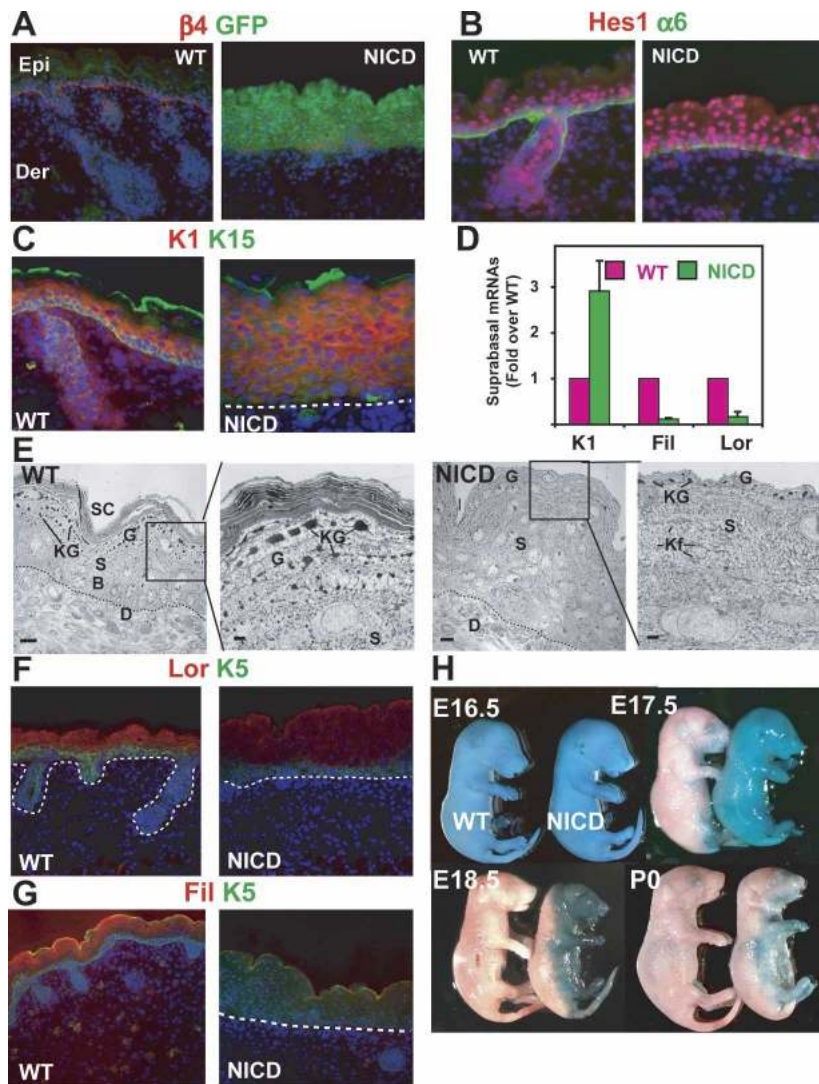 A
β4 GFP
Epi
WT
NICD
Der
B
Hes1 α6
WT
NICD
C
K1 K15
WT
NICD
D
Suprabasal mRNAs
(Fold over WT)
3
2
1
WT
NICD
K1 Fil Lor
E
WT
SC
KG
G
S
B
D
KG
G
S
NICD
G
I
S
D
G
KG
S
Kf
F
Lor K5
WT
NICD
G
Fil K5
WT
NICD
H
E16.5
WT
NICD
E17.5
E18.5
P0